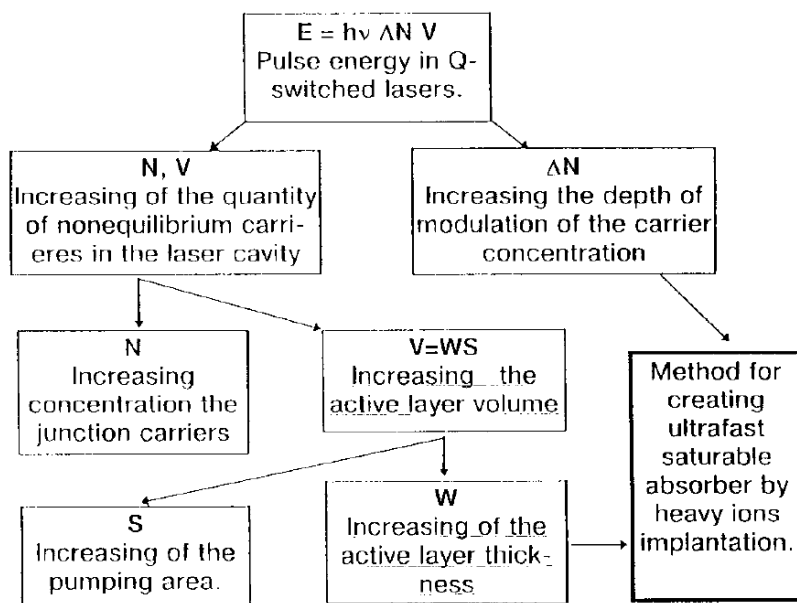 E = hν ΔN V
Pulse energy in Q-
switched lasers.
N, V
Increasing of the quantity
of nonequilibrium carri-
eres in the laser cavity
ΔN
Increasing the depth of
modulation of the carrier
concentration
N
Increasing
concentration the
junction carriers
V=WS
Increasing the
active layer volume
Method for
creating
ultrafast
saturable
absorber by
heavy ions
implantation.
S
Increasing of the
pumping area.
W
Increasing of the
active layer thick-
ness